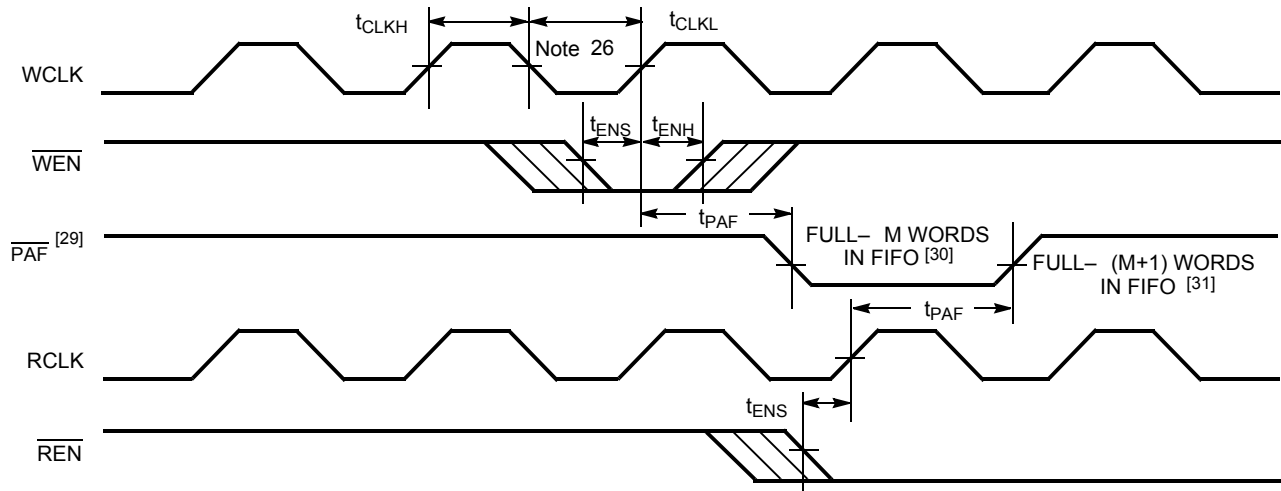 tCLKH
tCLKL
Note 26
WCLK
tENS
tENH
WEN
tPAF
PAF [29]
FULL– M WORDS
IN FIFO [30]
FULL– (M+1) WORDS
IN FIFO [31]
tPAF
RCLK
tENS
REN